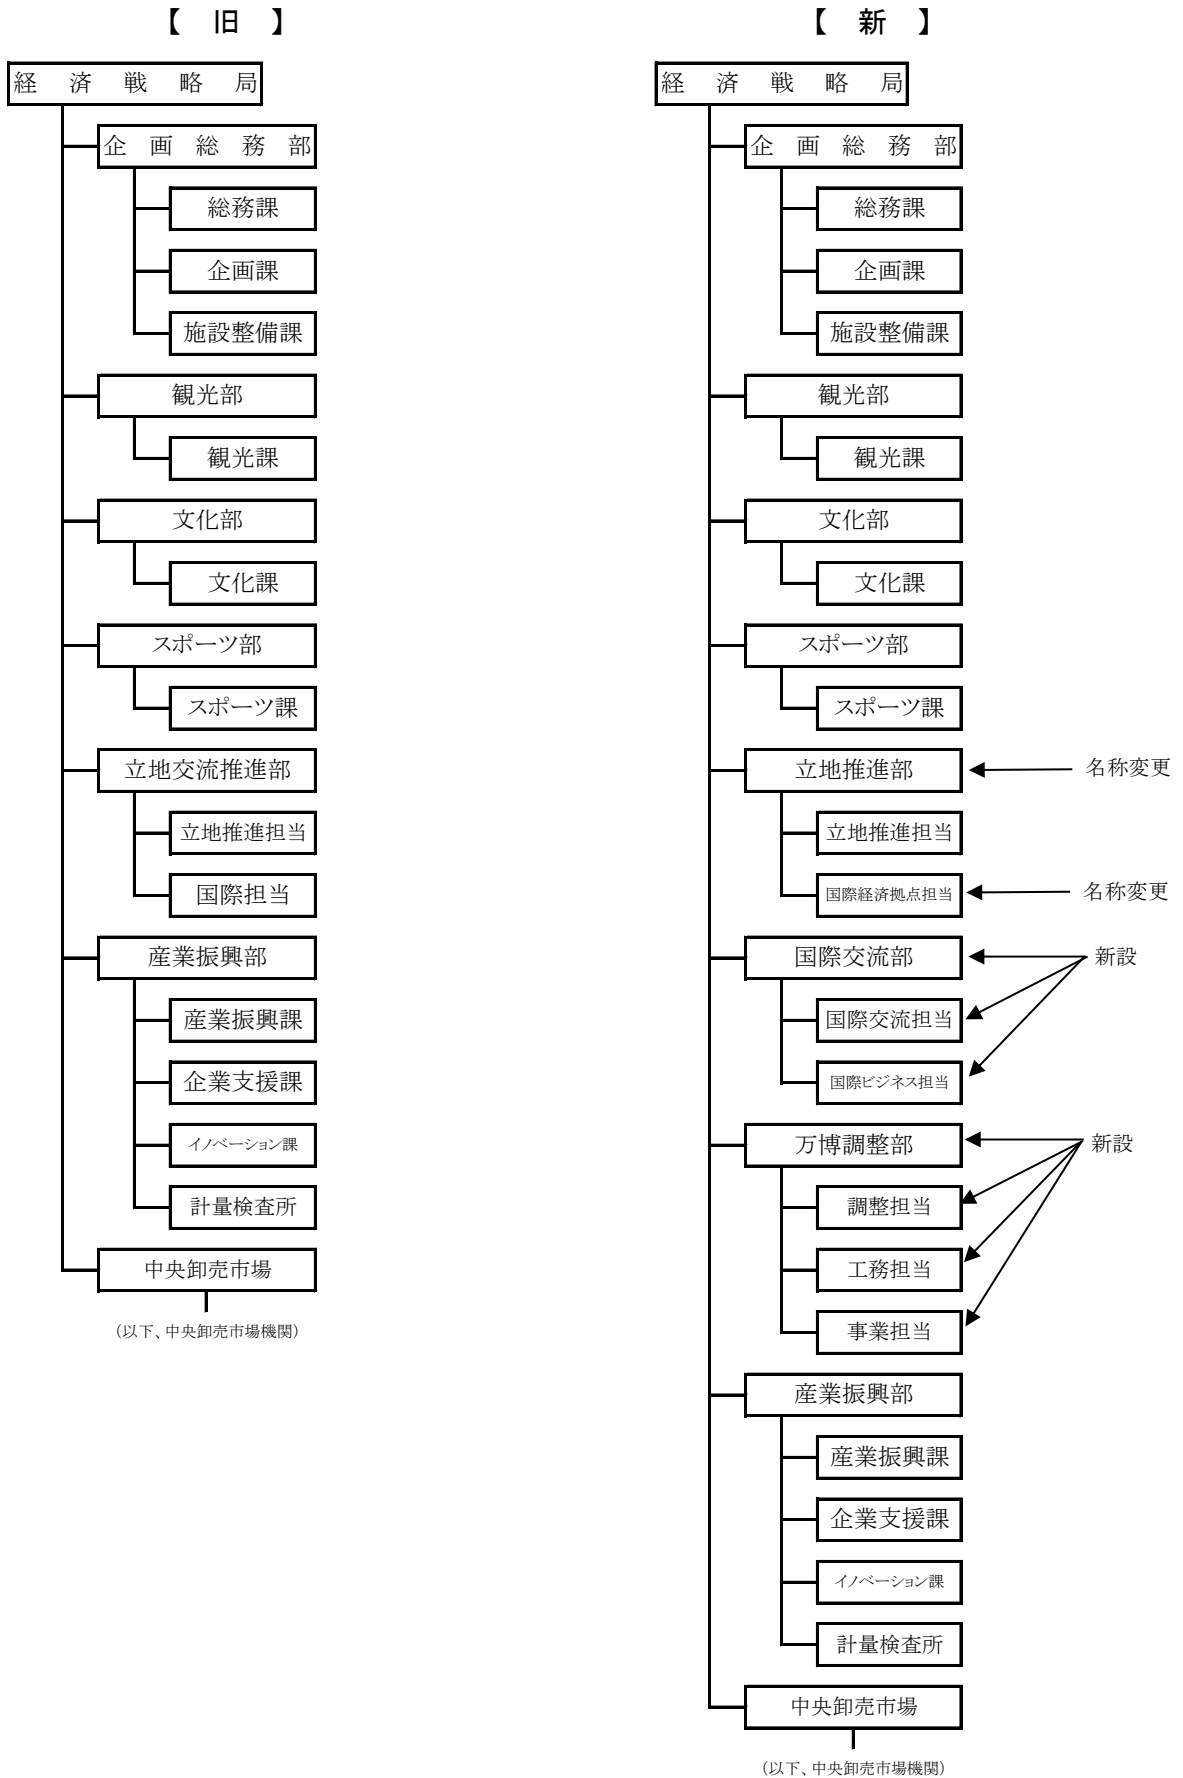 【　旧　】
経　済　戦　略　局
企　画　総　務　部
総務課
企画課
施設整備課
観光部
観光課
文化部
文化課
スポーツ部
スポーツ課
立地交流推進部
立地推進担当
国際担当
産業振興部
産業振興課
企業支援課
イノベーション課
計量検査所
中央卸売市場
（以下、中央卸売市場機関）
【　新　】
経　済　戦　略　局
企　画　総　務　部
総務課
企画課
施設整備課
観光部
観光課
文化部
文化課
スポーツ部
スポーツ課
立地推進部
名称変更
立地推進担当
国際経済拠点担当
名称変更
国際交流部
新設
国際交流担当
国際ビジネス担当
万博調整部
新設
調整担当
工務担当
事業担当
産業振興部
産業振興課
企業支援課
イノベーション課
計量検査所
中央卸売市場
（以下、中央卸売市場機関）